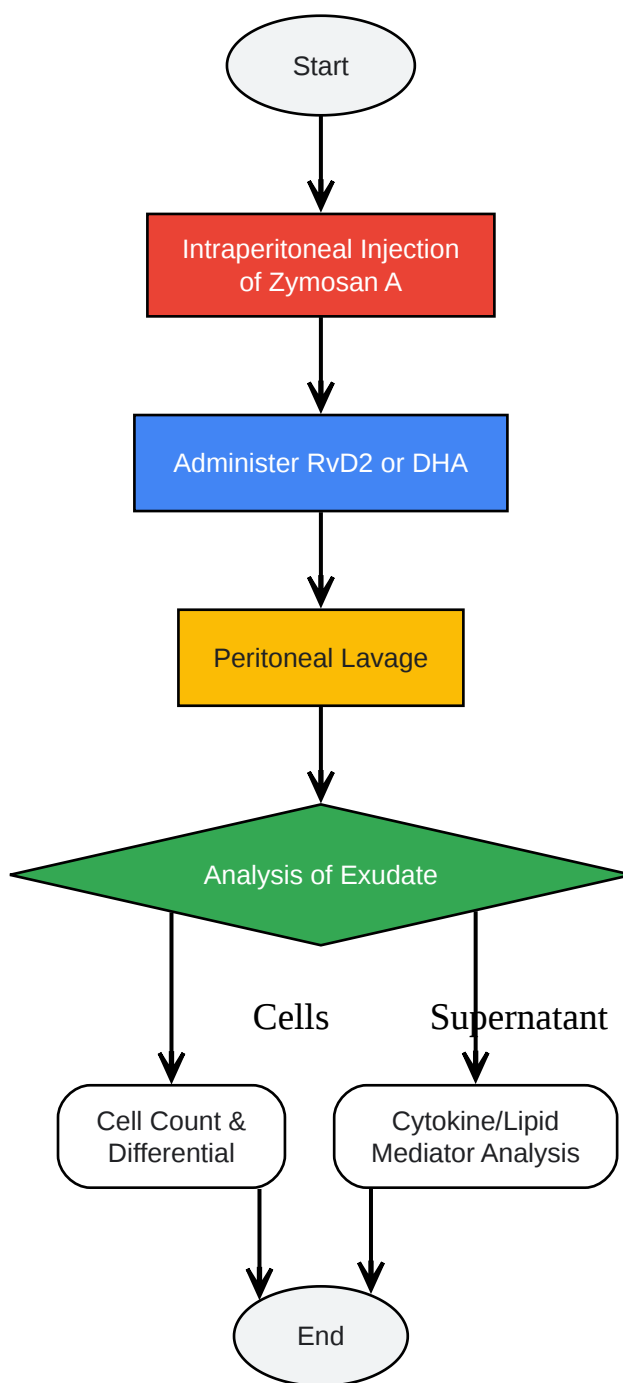 Start
Intraperitoneal Injection
of Zymosan A
Administer RvD2 or DHA
Peritoneal Lavage
Analysis of Exudate
Cells
Supernatant
Cell Count &
Differential
Cytokine/Lipid
Mediator Analysis
End